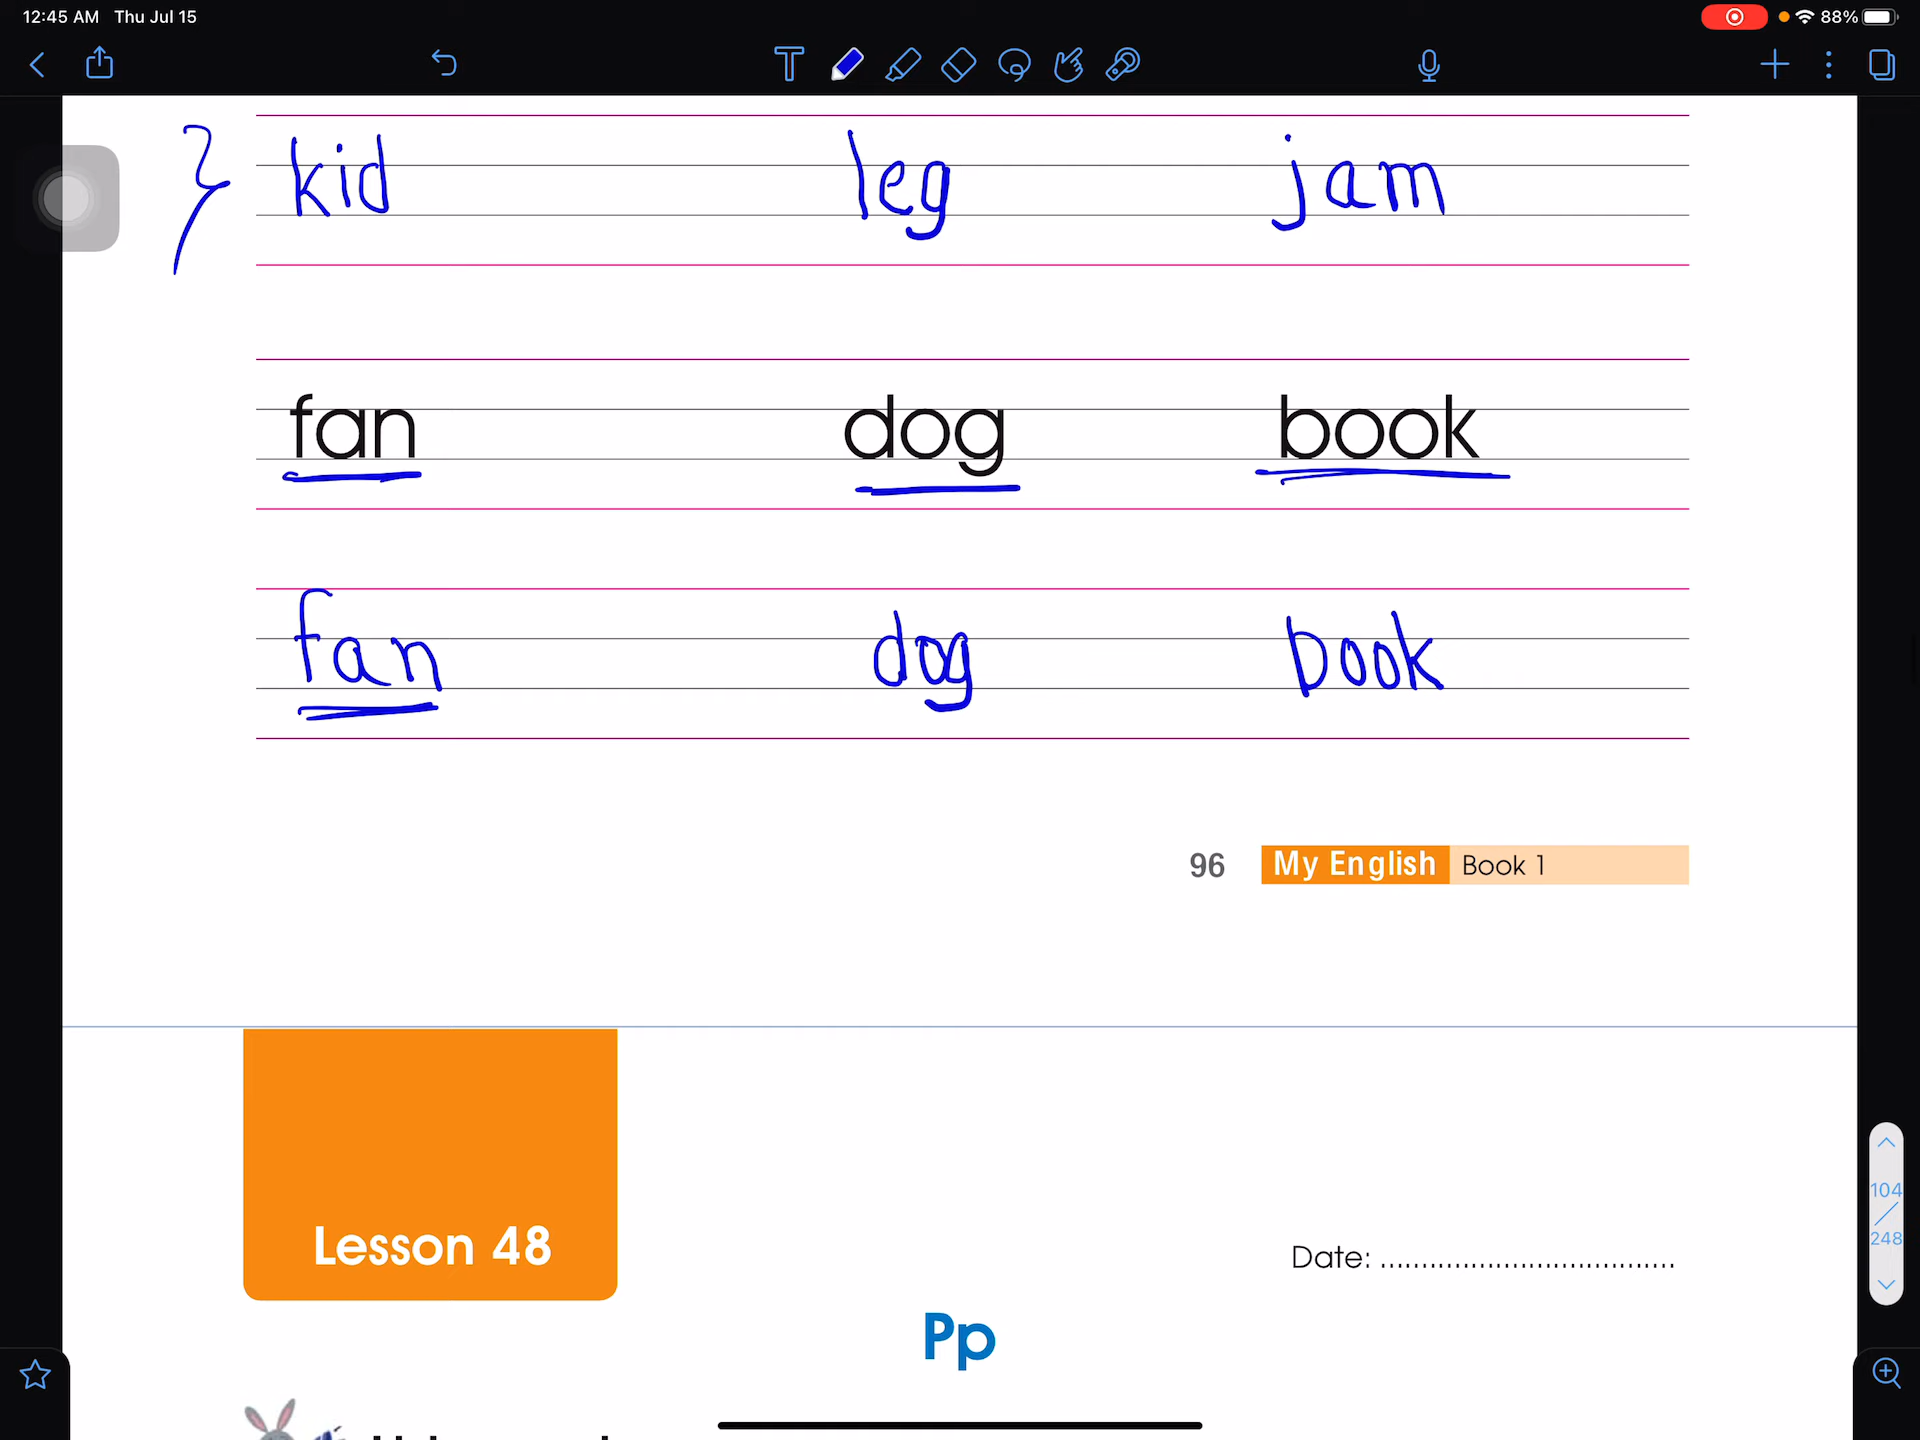 12:45 AM Thu Jul 15 88%
kid leg jam
fan dog book
fan dog book
96 My English Book 1
104
248
Lesson 48
Date: ....................................
Pp